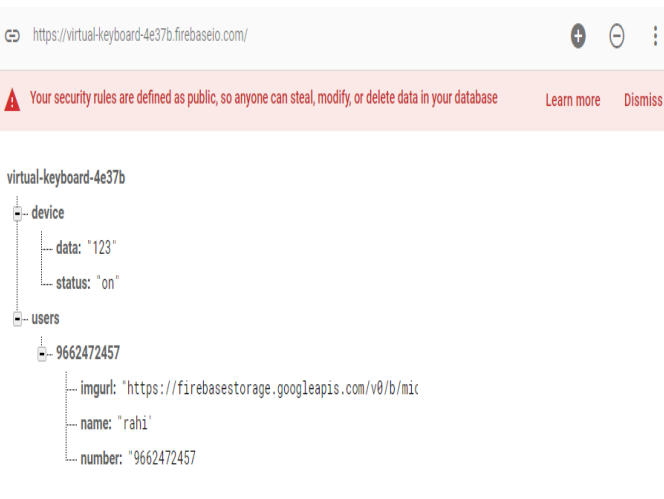 https://virtual-keyboard-4e37b.firebaseio.com/
Your security rules are defined as public, so anyone can steal, modify, or delete data in your database Learn more Dismiss
virtual-keyboard-4e37b
device
data: "123"
status: "on"
users
9662472457
imgurl: "https://firebasestorage.googleapis.com/v0/b/mic
name: "rahi'
number: "9662472457